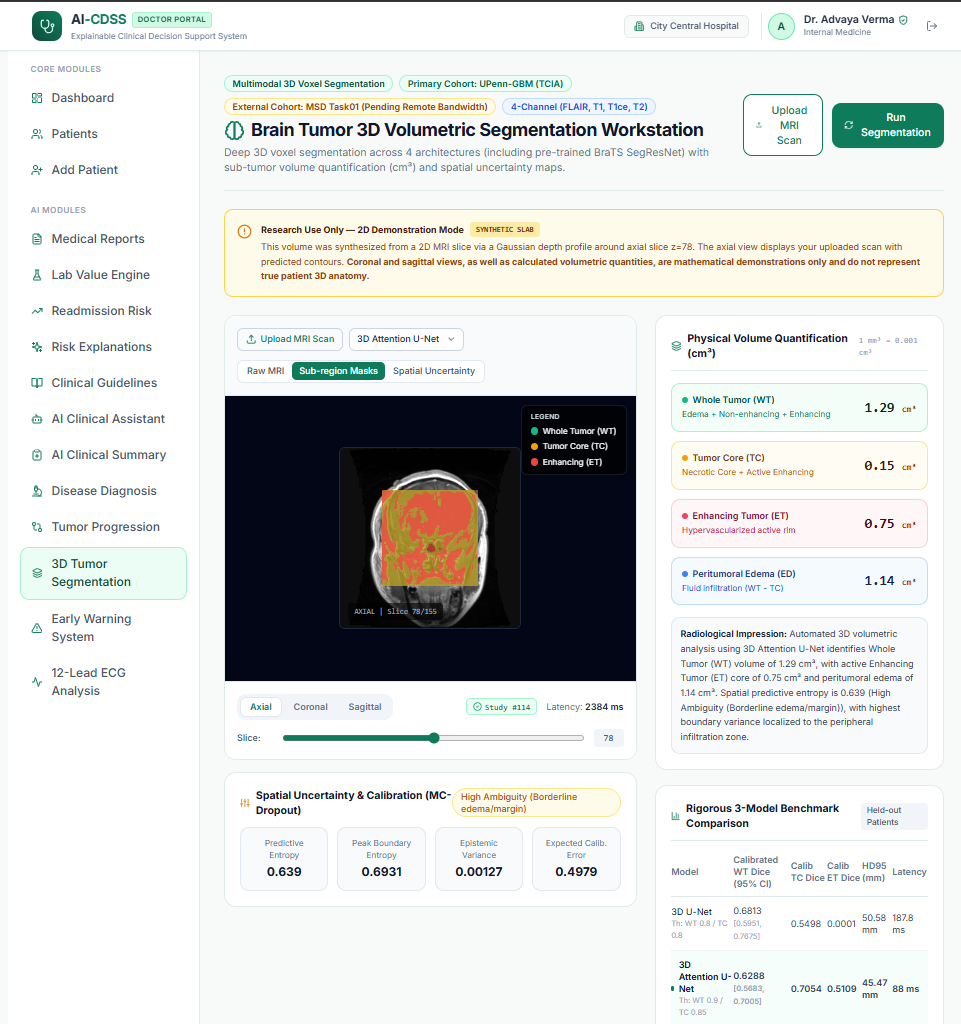 AI-CDSS DOCTOR PORTAL
Explainable Clinical Decision Support System
City Central Hospital
A
Dr. Advaya Verma
Internal Medicine
CORE MODULES
Dashboard
Patients
Add Patient
AI MODULES
Medical Reports
Lab Value Engine
Readmission Risk
Risk Explanations
Clinical Guidelines
AI Clinical Assistant
AI Clinical Summary
Disease Diagnosis
Tumor Progression
3D Tumor
Segmentation
Early Warning
System
12-Lead ECG
Analysis
Multimodal 3D Voxel Segmentation
Primary Cohort: UPenn-GBM (TCIA)
External Cohort: MSD Task01 (Pending Remote Bandwidth)
4-Channel (FLAIR, T1, T1ce, T2)
Brain Tumor 3D Volumetric Segmentation Workstation
Deep 3D voxel segmentation across 4 architectures (including pre-trained BraTS SegResNet) with
sub-tumor volume quantification (cm³) and spatial uncertainty maps.
Upload
MRI
Scan
Run
Segmentation
Research Use Only — 2D Demonstration Mode SYNTHETIC SLAB
This volume was synthesized from a 2D MRI slice via a Gaussian depth profile around axial slice z=78. The axial view displays your uploaded scan with
predicted contours. Coronal and sagittal views, as well as calculated volumetric quantities, are mathematical demonstrations only and do not represent
true patient 3D anatomy.
Upload MRI Scan
3D Attention U-Net
Raw MRI
Sub-region Masks
Spatial Uncertainty
LEGEND
Whole Tumor (WT)
Tumor Core (TC)
Enhancing (ET)
AXIAL | Slice 78/155
Axial
Coronal
Sagittal
Study #114
Latency: 2384 ms
Slice:
78
Spatial Uncertainty & Calibration (MC-
Dropout)
High Ambiguity (Borderline
edema/margin)
Predictive
Entropy
0.639
Peak Boundary
Entropy
0.6931
Epistemic
Variance
0.00127
Expected Calib.
Error
0.4979
Physical Volume Quantification
(cm³)
1 mm³ = 0.001
cm³
Whole Tumor (WT)
Edema + Non-enhancing + Enhancing
1.29 cm³
Tumor Core (TC)
Necrotic Core + Active Enhancing
0.15 cm³
Enhancing Tumor (ET)
Hypervascularized active rim
0.75 cm³
Peritumoral Edema (ED)
Fluid infiltration (WT - TC)
1.14 cm³
Radiological Impression: Automated 3D volumetric
analysis using 3D Attention U-Net identifies Whole
Tumor (WT) volume of 1.29 cm³, with active Enhancing
Tumor (ET) core of 0.75 cm³ and peritumoral edema of
1.14 cm³. Spatial predictive entropy is 0.639 (High
Ambiguity (Borderline edema/margin)), with highest
boundary variance localized to the peripheral
infiltration zone.
Rigorous 3-Model Benchmark
Comparison
Held-out
Patients
Model
Calibrated
WT Dice
(95% CI)
Calib
TC Dice
Calib
ET Dice
HD95
(mm)
Latency
3D U-Net
Th: WT 0.8 / TC
0.8
0.6813
[0.5951,
0.7675]
0.5498
0.0001
50.58
mm
187.8
ms
3D
Attention U-
Net
Th: WT 0.9 /
TC 0.85
0.6288
[0.5683,
0.7005]
0.7054
0.5109
45.47
mm
88 ms